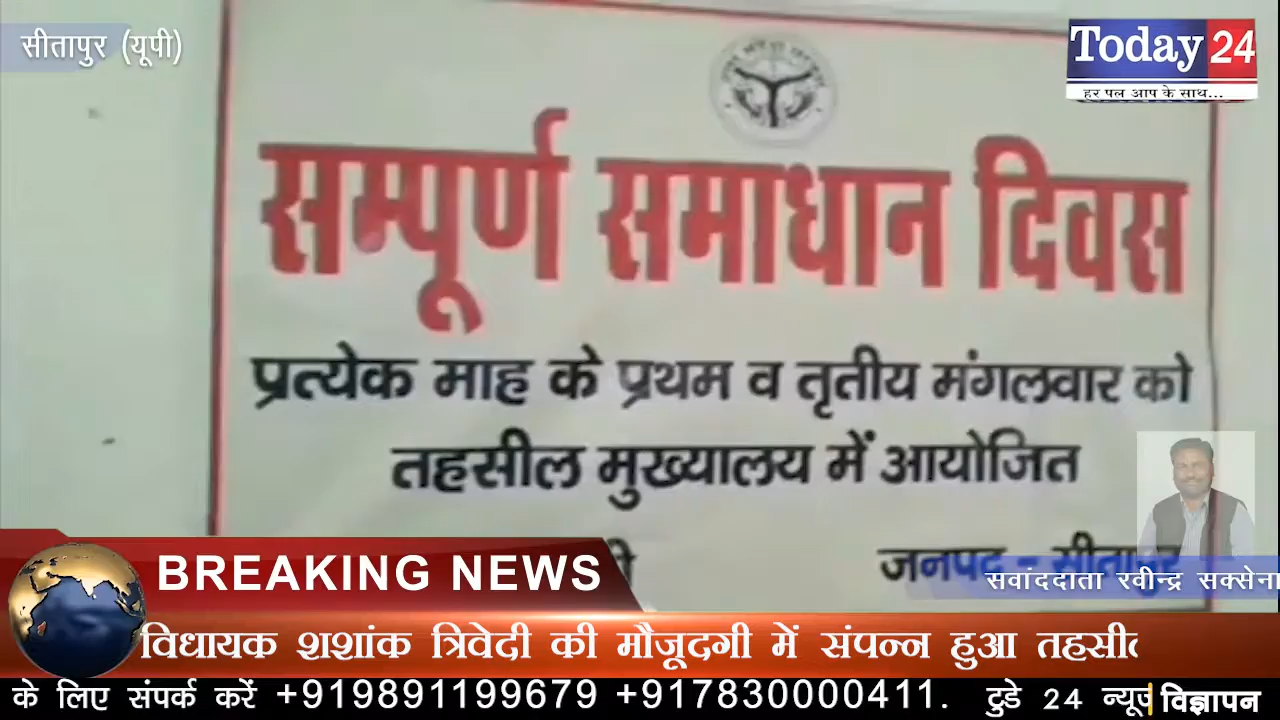 सीतापुर (यूपी)
Today 24
हर पल आप के साथ...
सम्पूर्ण समाधान दिवस
प्रत्येक माह के प्रथम व तृतीय मंगलवार को
तहसील मुख्यालय में आयोजित
जनपद - सीतापुर
सवांददाता रवीन्द्र सक्सेना
BREAKING NEWS
विधायक शशांक त्रिवेदी की मौजूदगी में संपन्न हुआ
के लिए संपर्क करें +919891199679 +917830000411. टुडे 24 न्यूज
विज्ञापन